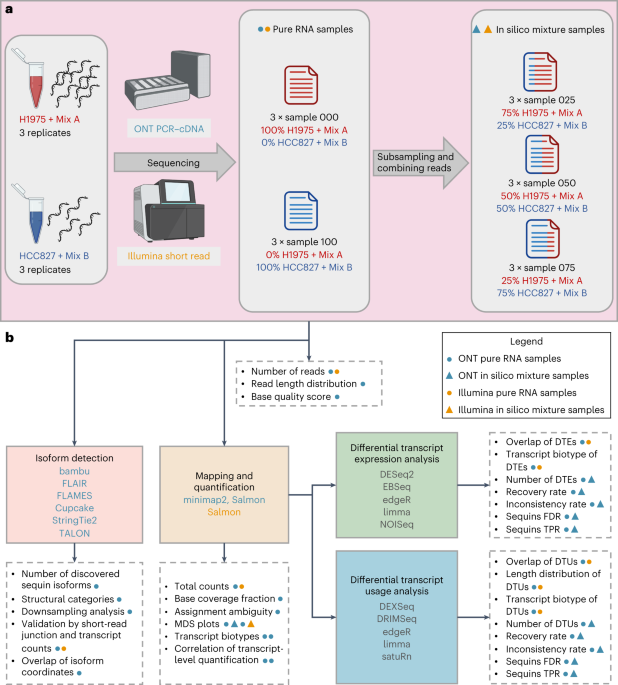 a
H1975 + Mix A
3 replicates
HCC827 + Mix B
3 replicates
ONT PCR–cDNA
Sequencing
Illumina short read
Pure RNA samples
3 × sample 000
100% H1975 + Mix A
0% HCC827 + Mix B
3 × sample 100
0% H1975 + Mix A
100% HCC827 + Mix B
Subsampling and
combining reads
In silico mixture samples
3 × sample 025
75% H1975 + Mix A
25% HCC827 + Mix B
3 × sample 050
50% H1975 + Mix A
50% HCC827 + Mix B
3 × sample 075
25% H1975 + Mix A
75% HCC827 + Mix B
b
• Number of reads
• Read length distribution
• Base quality score
Legend
ONT pure RNA samples
ONT in silico mixture samples
Illumina pure RNA samples
Illumina in silico mixture samples
Isoform detection
bambu
FLAIR
FLAMES
Cupcake
StringTie2
TALON
• Number of discovered
sequin isoforms
• Structural categories
• Downsampling analysis
• Validation by short-read
junction and transcript
counts
• Overlap of isoform
coordinates
Mapping and
quantification
minimap2, Salmon
Salmon
• Total counts
• Base coverage fraction
• Assignment ambiguity
• MDS plots
• Transcript biotypes
• Correlation of transcript-
level quantification
Differential transcript
expression analysis
DESeq2
EBSeq
edgeR
limma
NOISeq
• Overlap of DTEs
• Transcript biotype of
DTEs
• Number of DTEs
• Recovery rate
• Inconsistency rate
• Sequins FDR
• Sequins TPR
Differential transcript
usage analysis
DEXSeq
DRIMSeq
edgeR
limma
satuRn
• Overlap of DTUs
• Length distribution of
DTUs
• Transcript biotype of
DTUs
• Number of DTUs
• Recovery rate
• Inconsistency rate
• Sequins FDR
• Sequins TPR